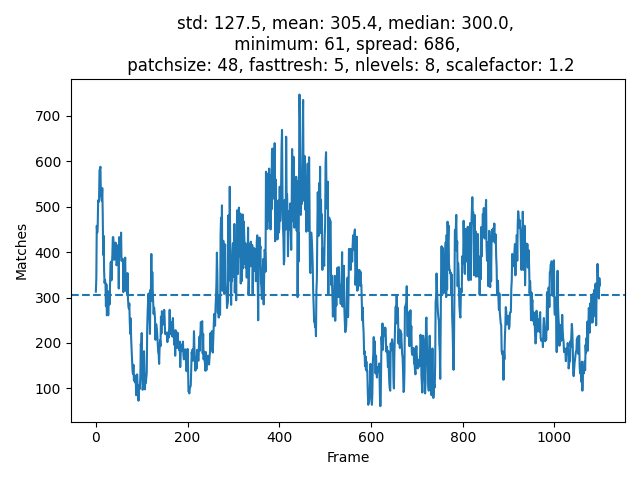 std: 127.5, mean: 305.4, median: 300.0,
minimum: 61, spread: 686,
patchsize: 48, fasttresh: 5, nlevels: 8, scalefactor: 1.2
700
600
500
400
300
200
100
Matches
0
200
400
600
800
1000
Frame